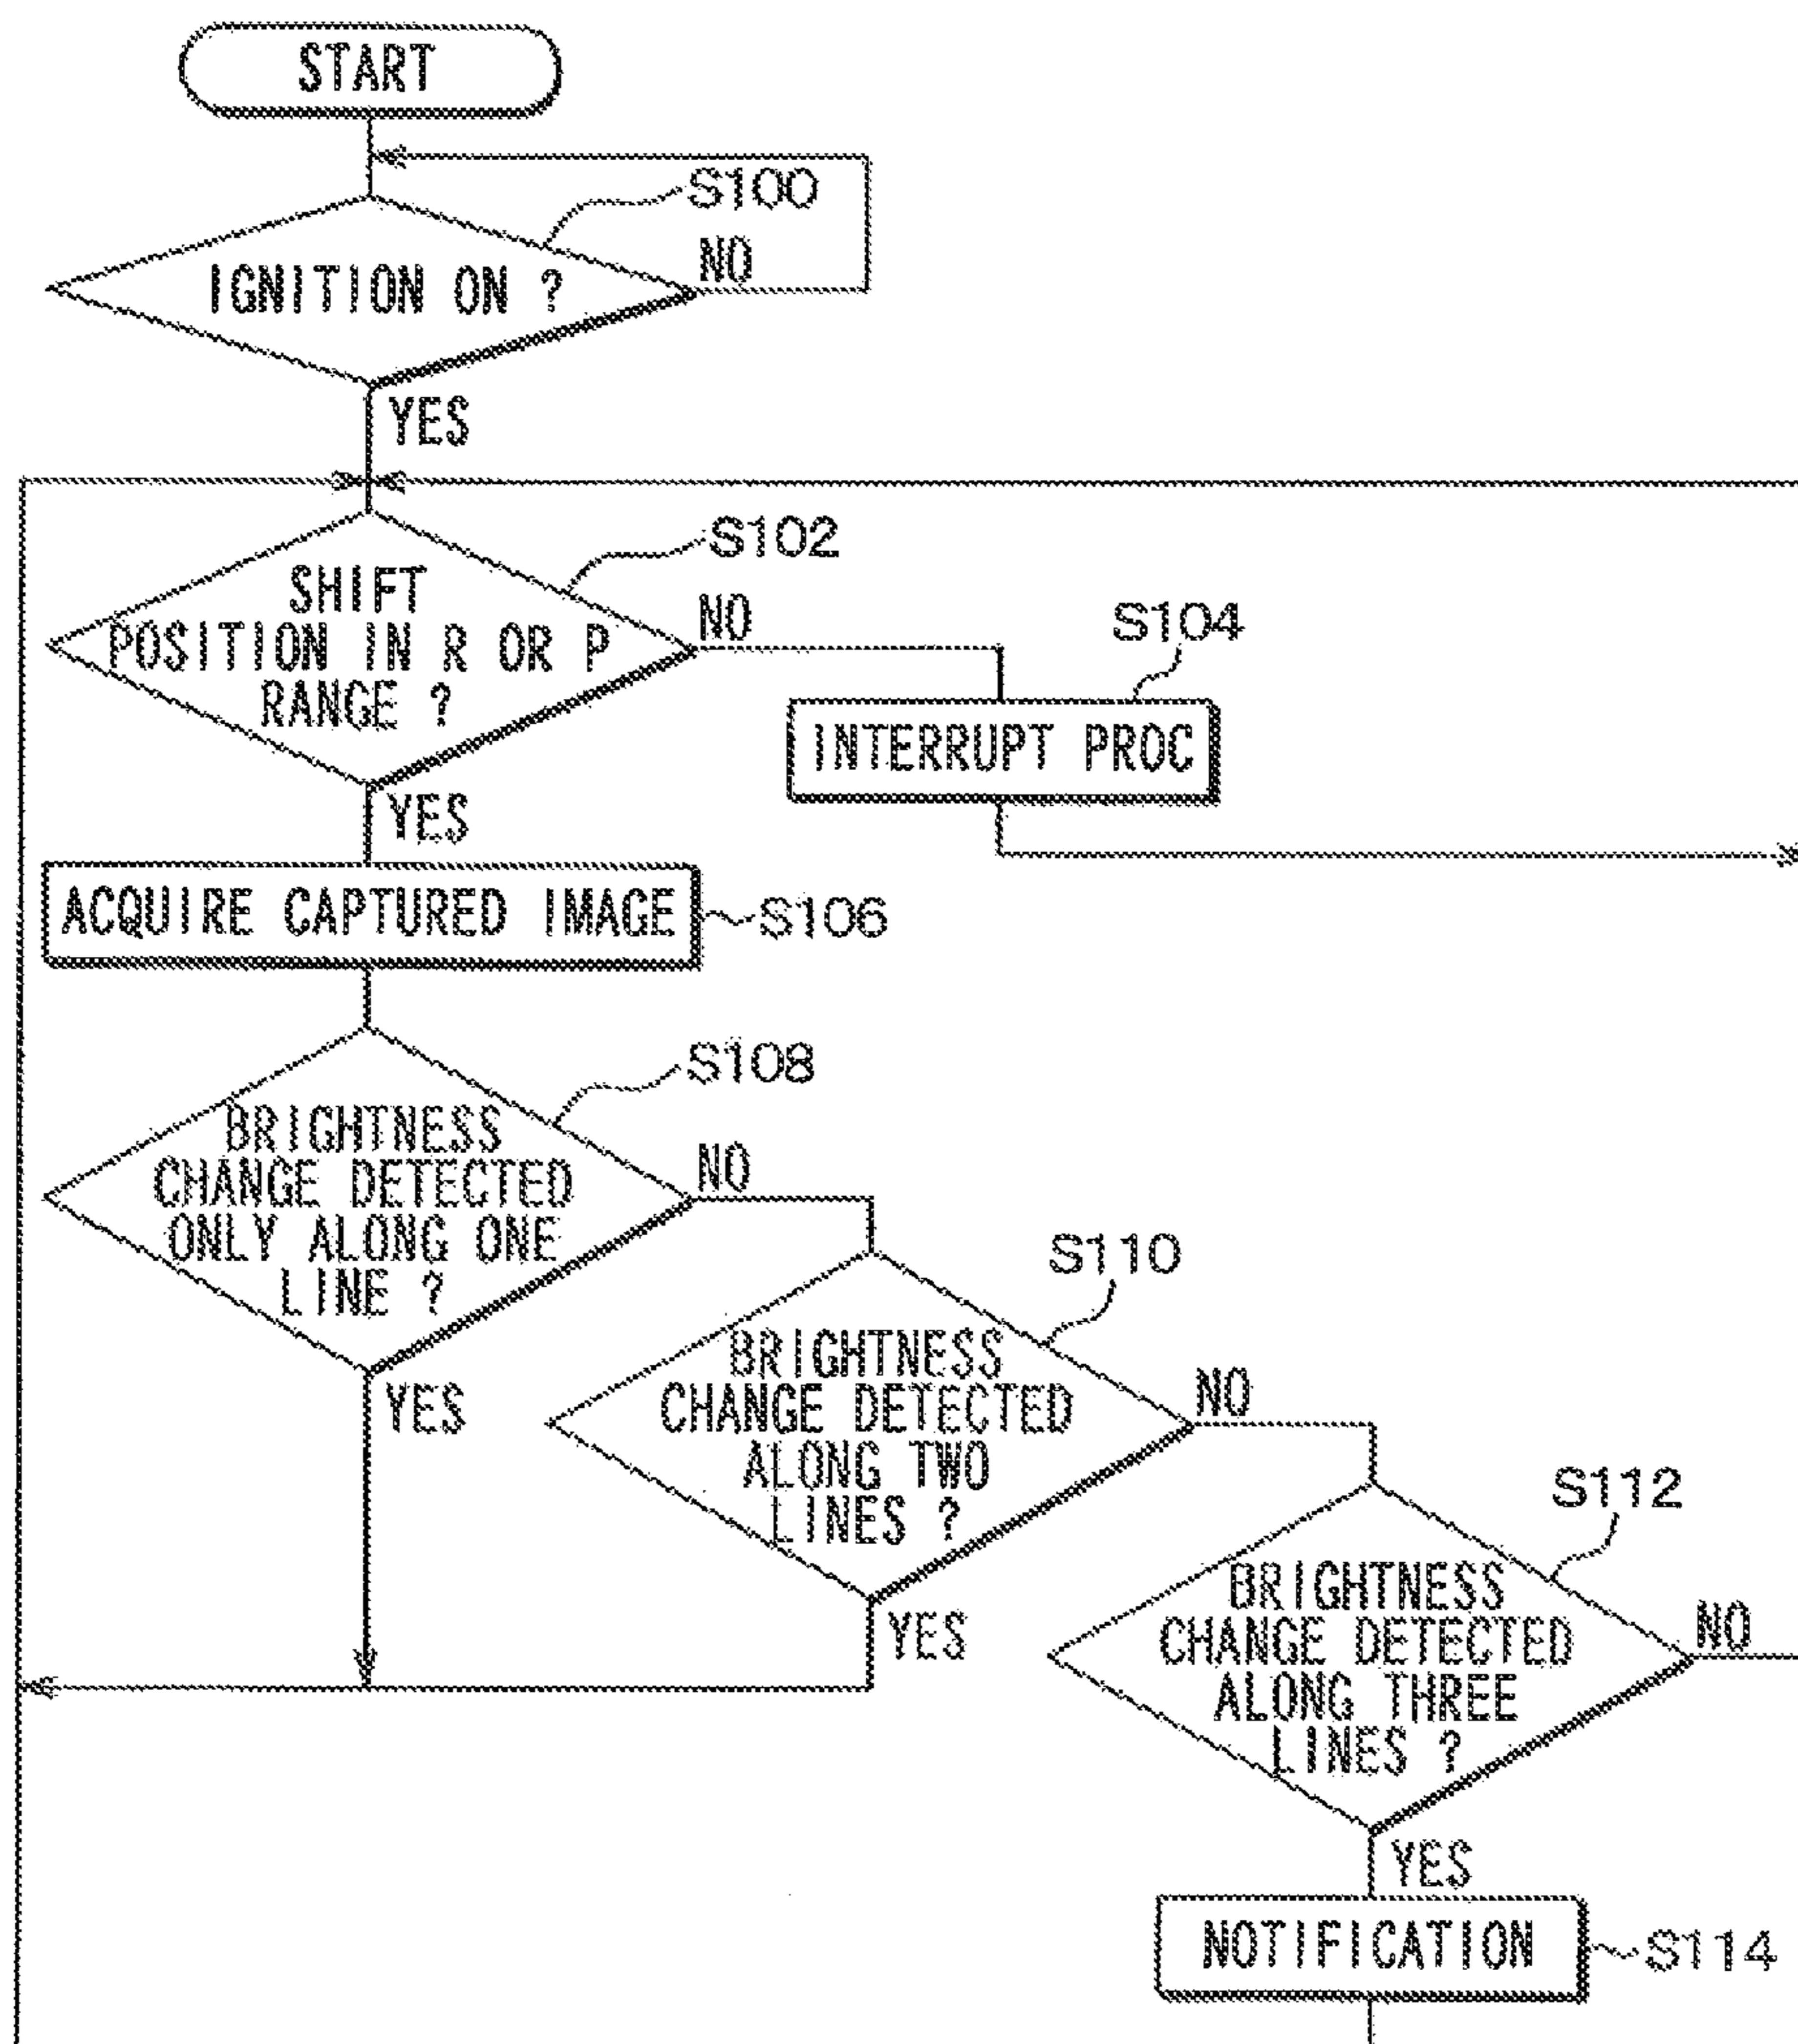 START
S100
IGNITION ON ?
NO
YES
S102
SHIFT
POSITION IN R OR P
RANGE ?
NO
S104
INTERRUPT PROC
YES
ACQUIRE CAPTURED IMAGE
S106
S108
BRIGHTNESS
CHANGE DETECTED
ONLY ALONG ONE
LINE ?
NO
YES
S110
BRIGHTNESS
CHANGE DETECTED
ALONG TWO
LINES ?
NO
YES
S112
BRIGHTNESS
CHANGE DETECTED
ALONG THREE
LINES ?
NO
YES
NOTIFICATION
S114